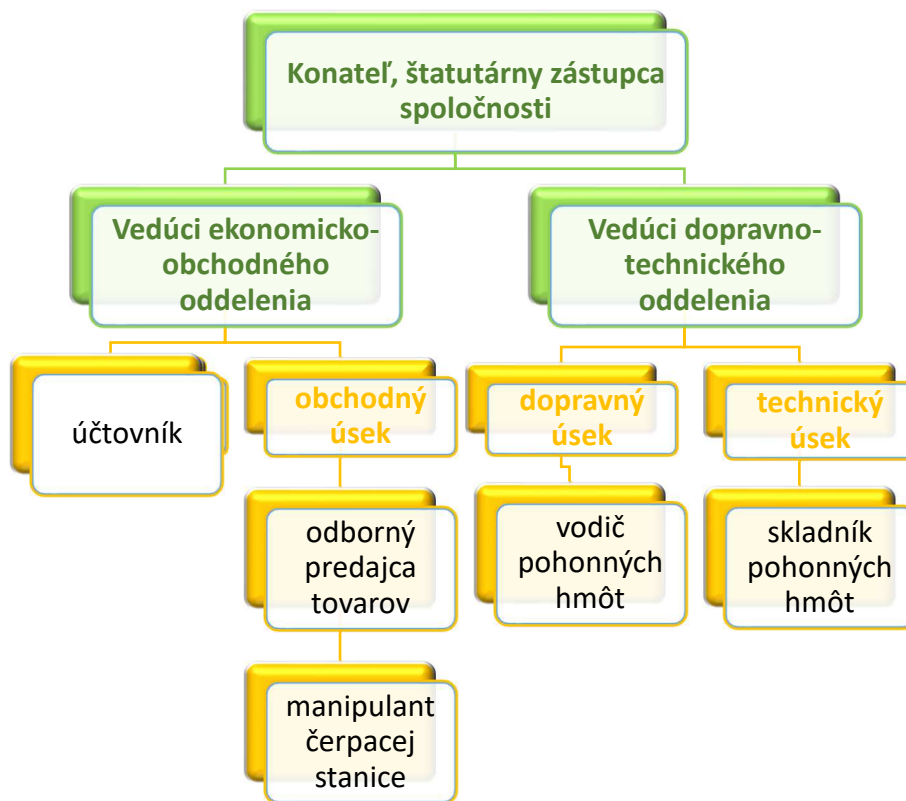 Konateľ, štatutárny zástupca
spoločnosti
Vedúci ekonomicko-
obchodného
oddelenia
Vedúci dopravno-
technického
oddelenia
účtovník
obchodný
úsek
dopravný
úsek
technický
úsek
odborný
predajca
tovarov
vodič
pohonných
hmôt
skladník
pohonných
hmôt
manipulant
čerpacej
stanice